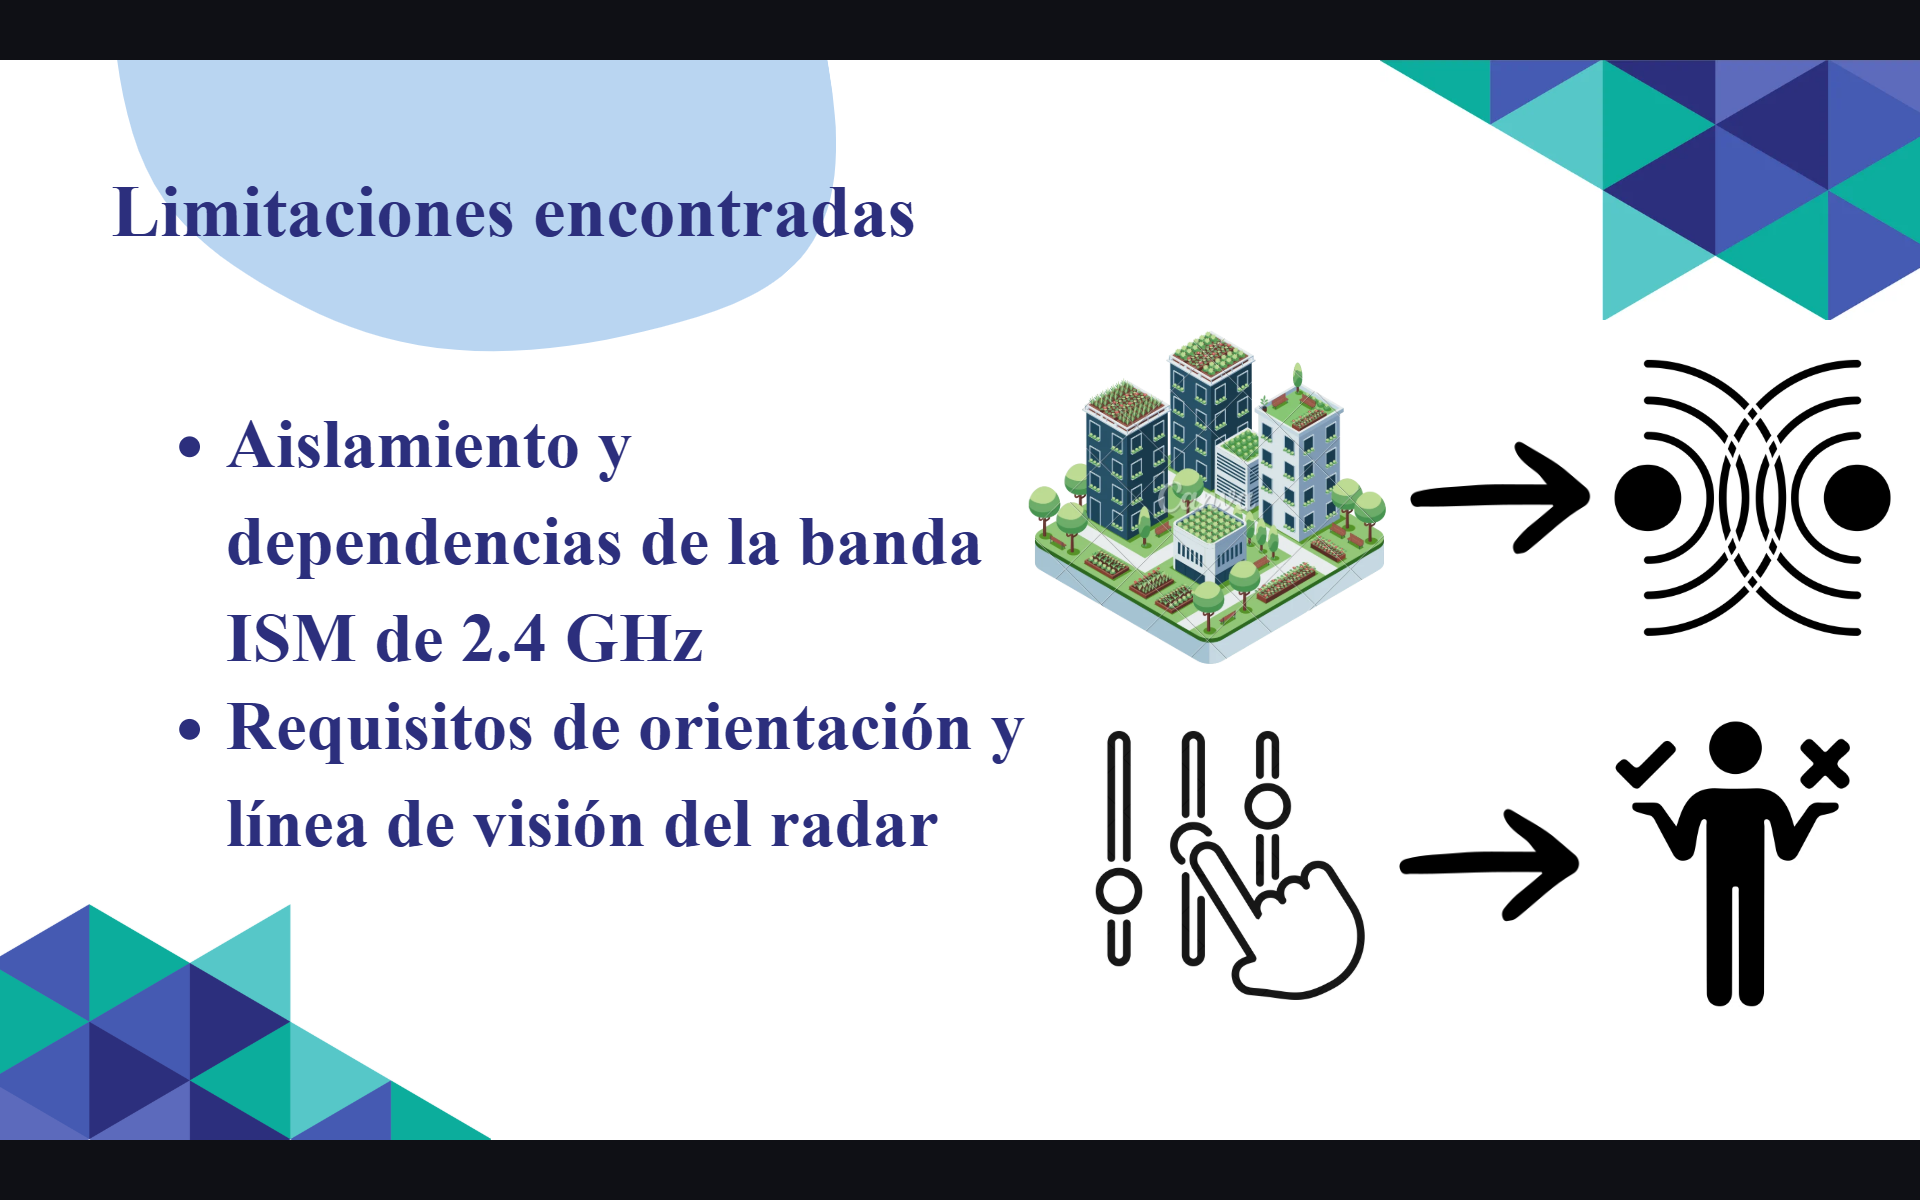 Limitaciones encontradas
• Aislamiento y
dependencias de la banda
ISM de 2.4 GHz
• Requisitos de orientación y
línea de visión del radar